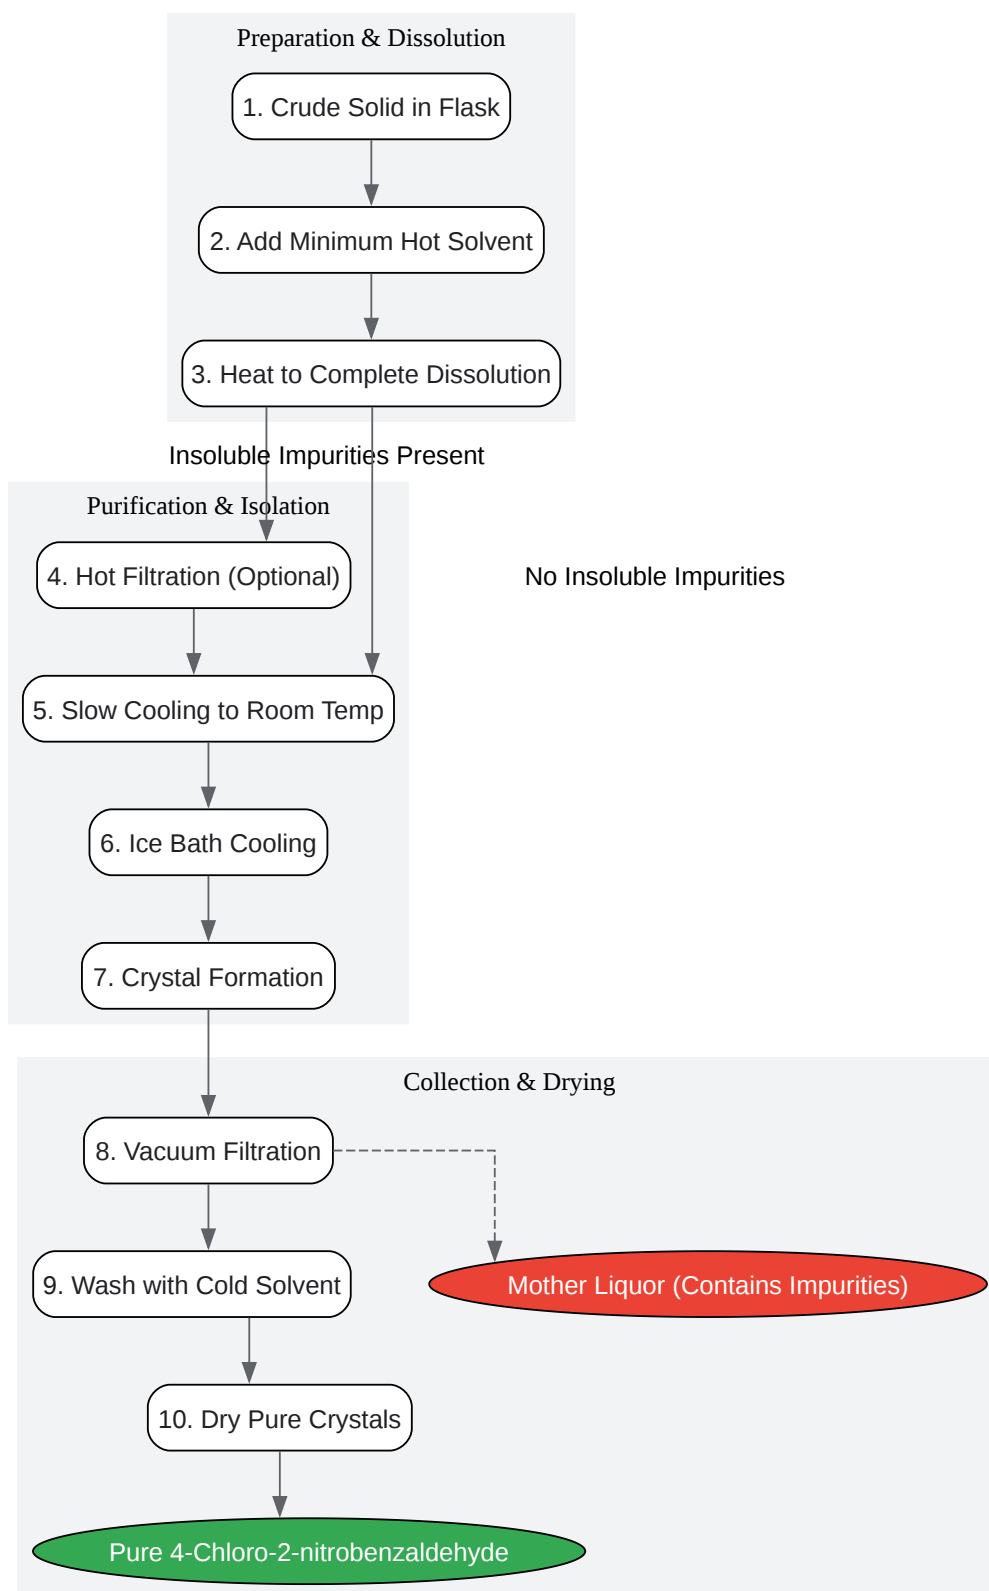 Preparation & Dissolution
1. Crude Solid in Flask
2. Add Minimum Hot Solvent
3. Heat to Complete Dissolution
Insoluble Impurities Present
Purification & Isolation
4. Hot Filtration (Optional)
No Insoluble Impurities
5. Slow Cooling to Room Temp
6. Ice Bath Cooling
7. Crystal Formation
Collection & Drying
8. Vacuum Filtration
9. Wash with Cold Solvent
Mother Liquor (Contains Impurities)
10. Dry Pure Crystals
Pure 4-Chloro-2-nitrobenzaldehyde